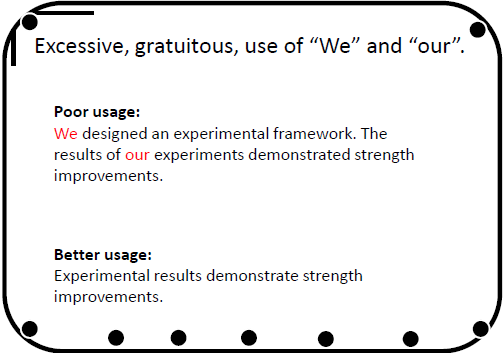 Excessive, gratuitous, use of “We” and “our”.
Poor usage:
We designed an experimental framework. The
results of our experiments demonstrated strength
improvements.
Better usage:
Experimental results demonstrate strength
improvements.